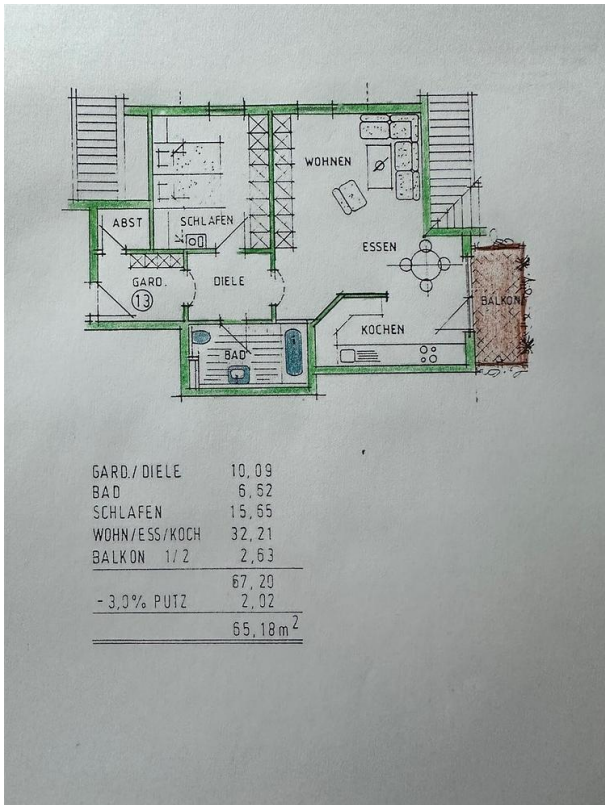 WOHNEN
ABST
SCHLAFEN
ESSEN
GARD.
DIELE
13
BALKON
KOCHEN
BAD
GARD./DIELE 10,09
BAD 6,62
SCHLAFEN 15,65
WOHN/ESS/KOCH 32,21
BALKON 1/2 2,63
67,20
-3,0% PUTZ 2,02
65,18m²